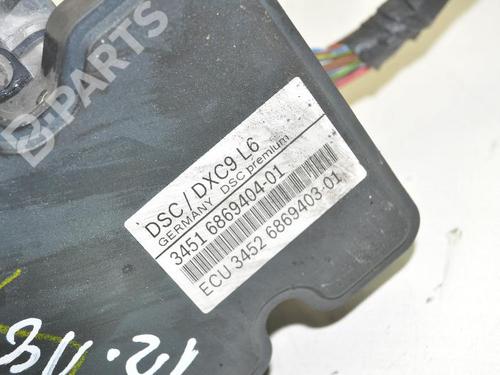 B-PARTS
DSC / DXC9 L6
GERMANY DSC premium
3451 6869404-01
ECU 3452 6869403-01